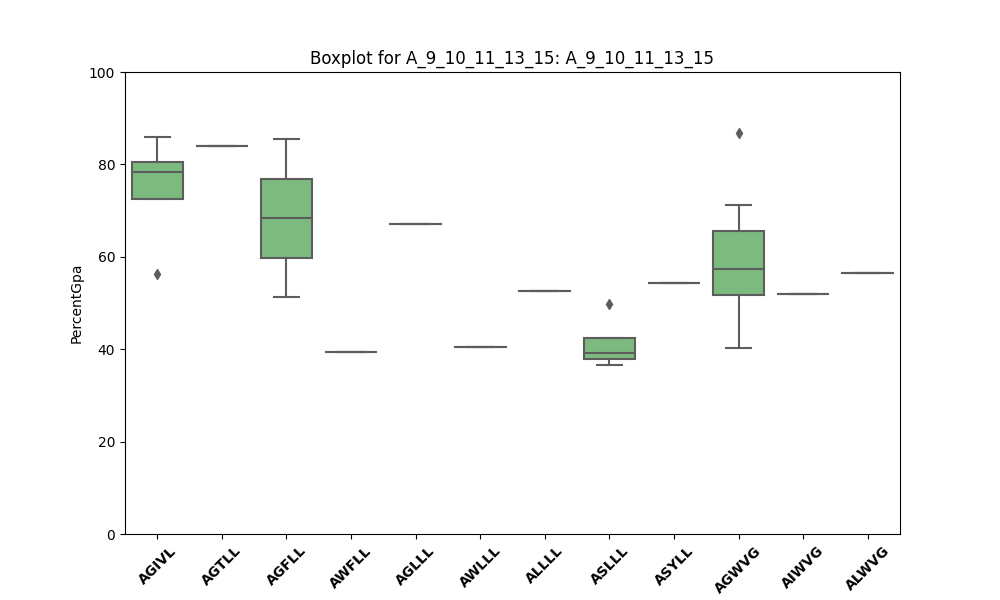 Boxplot for A_9_10_11_13_15: A_9_10_11_13_15
PercentGpa
100
80
60
40
20
0
AGIVL
AGTLL
AGFLL
AWFLL
AGLLL
AWLLL
ALLLL
ASLLL
ASYLL
AGWVG
AIWVG
ALWVG